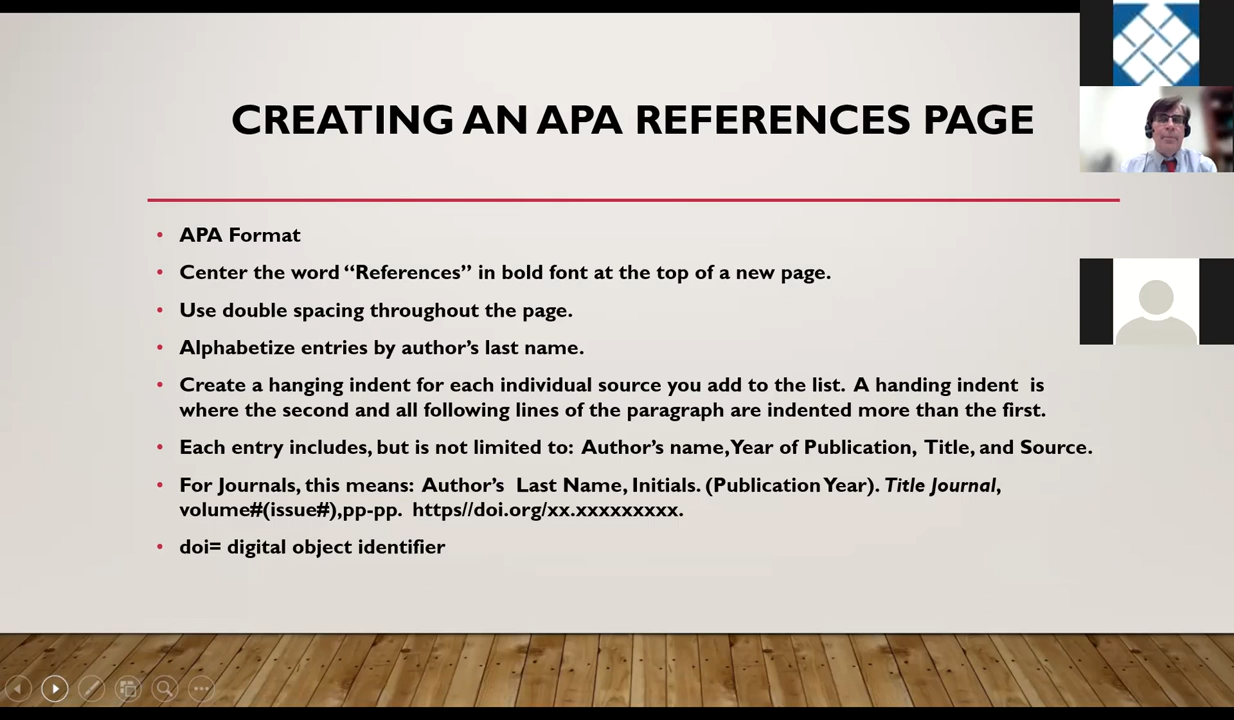 CREATING AN APA REFERENCES PAGE
• APA Format
• Center the word “References” in bold font at the top of a new page.
• Use double spacing throughout the page.
• Alphabetize entries by author’s last name.
• Create a hanging indent for each individual source you add to the list. A handing indent is
where the second and all following lines of the paragraph are indented more than the first.
• Each entry includes, but is not limited to: Author’s name, Year of Publication, Title, and Source.
• For Journals, this means: Author’s Last Name, Initials. (Publication Year). Title Journal,
volume#(issue#),pp-pp. https//doi.org/xx.xxxxxxxxx.
• doi= digital object identifier